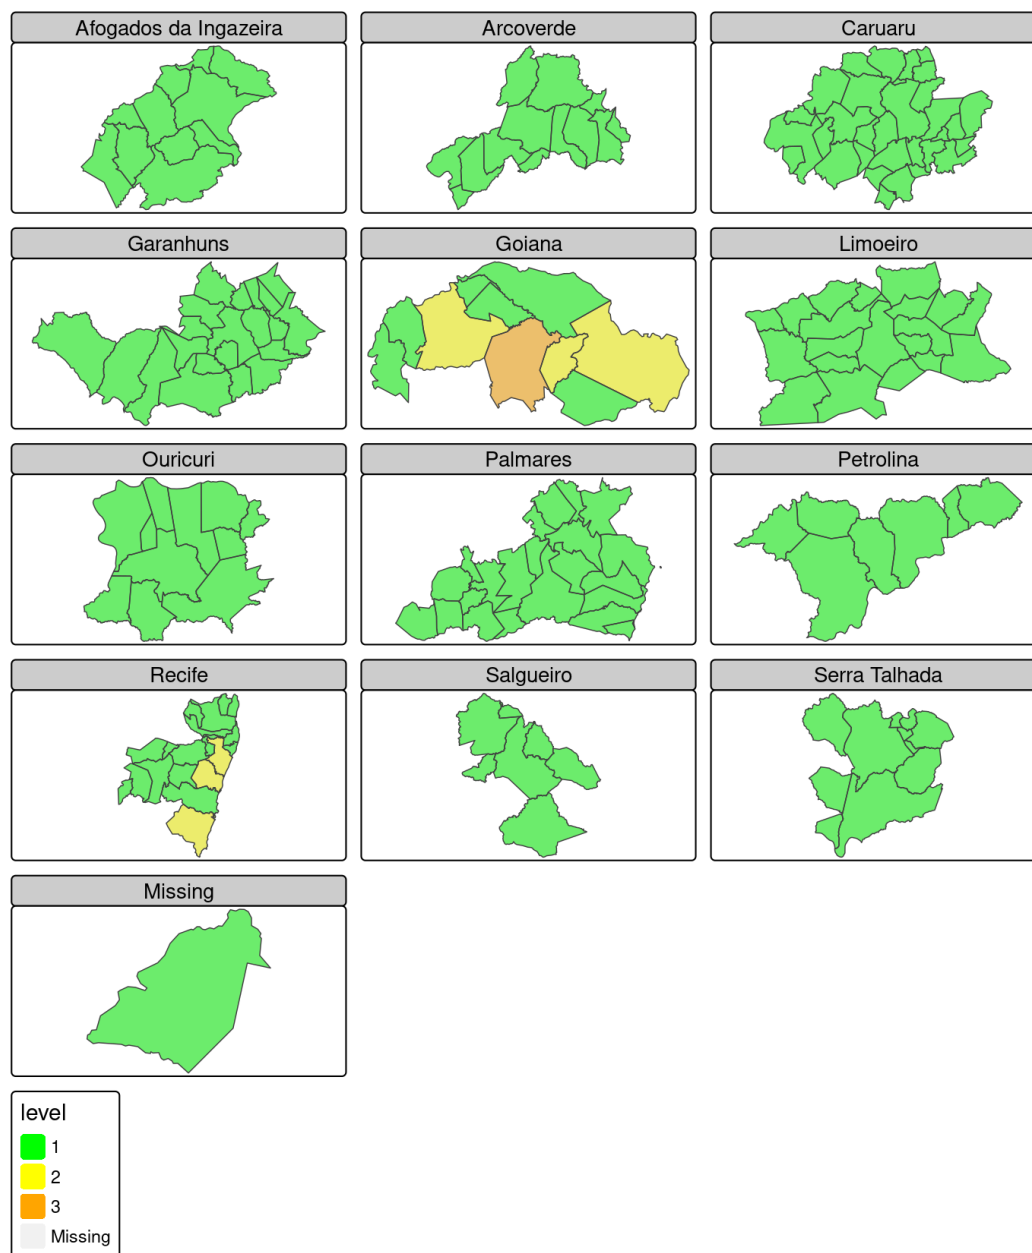 Afogados da Ingazeira
Arcoverde
Caruaru
Garanhuns
Goiana
Limoeiro
Ouricuri
Palmares
Petrolina
Recife
Salgueiro
Serra Talhada
Missing
level
1
2
3
Missing